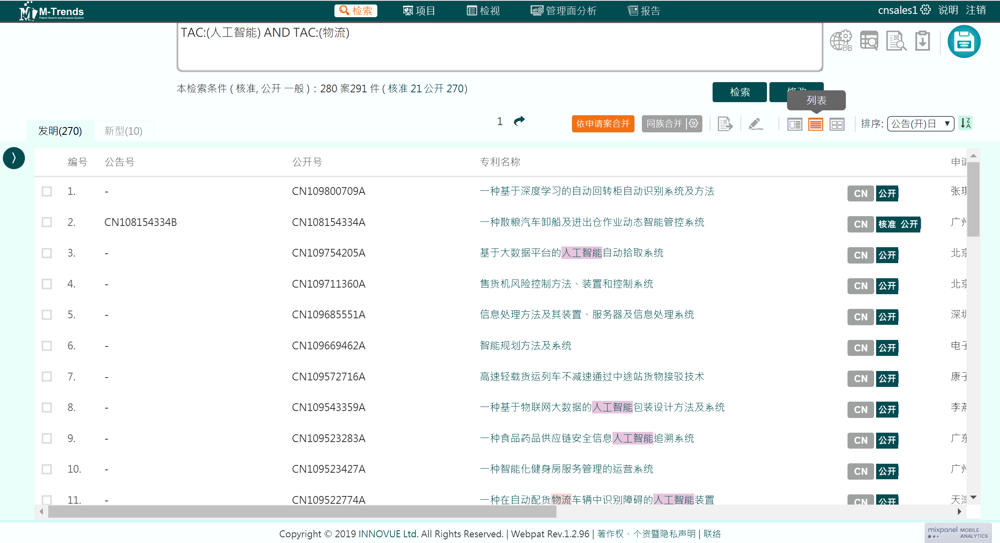 M-Trends
Patent Search and Analysis System
检索 项目 检视 管理面分析 报告 cnsales1 说明 注销
TAC:(人工智能) AND TAC:(物流)
DB
本检索条件 ( 核准, 公开 一般 ) : 280 案291 件 ( 核准 21 公开 270)
检索
列表
发明(270) 新型(10) 1 依申请案合并 同族合并 排序: 公告(开)日 Z A
编号 公告号 公开号 专利名称 申请
1. - CN109800709A 一种基于深度学习的自动回转柜自动识别系统及方法 CN 公开 张
2. CN108154334B CN108154334A 一种散粮汽车卸船及进出仓作业动态智能管控系统 CN 核准 公开 广州
3. - CN109754205A 基于大数据平台的人工智能自动拾取系统 CN 公开 北京
4. - CN109711360A 售货机风险控制方法、装置和控制系统 CN 公开 北京
5. - CN109685551A 信息处理方法及其装置、服务器及信息处理系统 CN 公开 深圳
6. - CN109669462A 智能规划方法及系统 CN 公开 电子
7. - CN109572716A 高速轻载货运列车不减速通过中途站货物接驳技术 CN 公开 康子
8. - CN109543359A 一种基于物联网大数据的人工智能包装设计方法及系统 CN 公开 李燕
9. - CN109523283A 一种食品药品供应链安全信息人工智能追溯系统 CN 公开 广东
10. - CN109523427A 一种智能化健身房服务管理的运营系统 CN 公开 广州
11. - CN109522774A 一种在自动配货物流车辆中识别障碍的人工智能装置 CN 公开 天津
Copyright © 2019 INNOVUE Ltd. All Rights Reserved. | Webpat Rev.1.2.96 | 著作权、个资暨隐私声明 | 联络
mixpanel MOBILE ANALYTICS